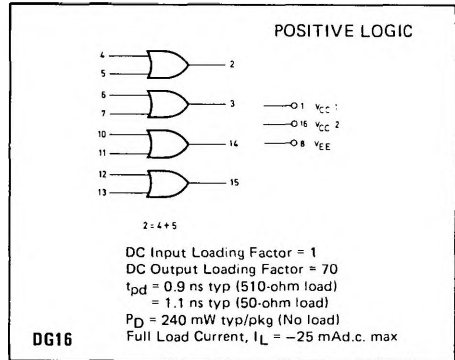 POSITIVE LOGIC
4
5
2
6
7
3
1 VCC 1
16 VCC 2
8 VEE
10
11
14
12
13
15
2 = 4 + 5
DC Input Loading Factor = 1
DC Output Loading Factor = 70
tpd = 0.9 ns typ (510-ohm load)
= 1.1 ns typ (50-ohm load)
PD = 240 mW typ/pkg (No load)
Full Load Current, IL = −25 mAd.c. max
DG16